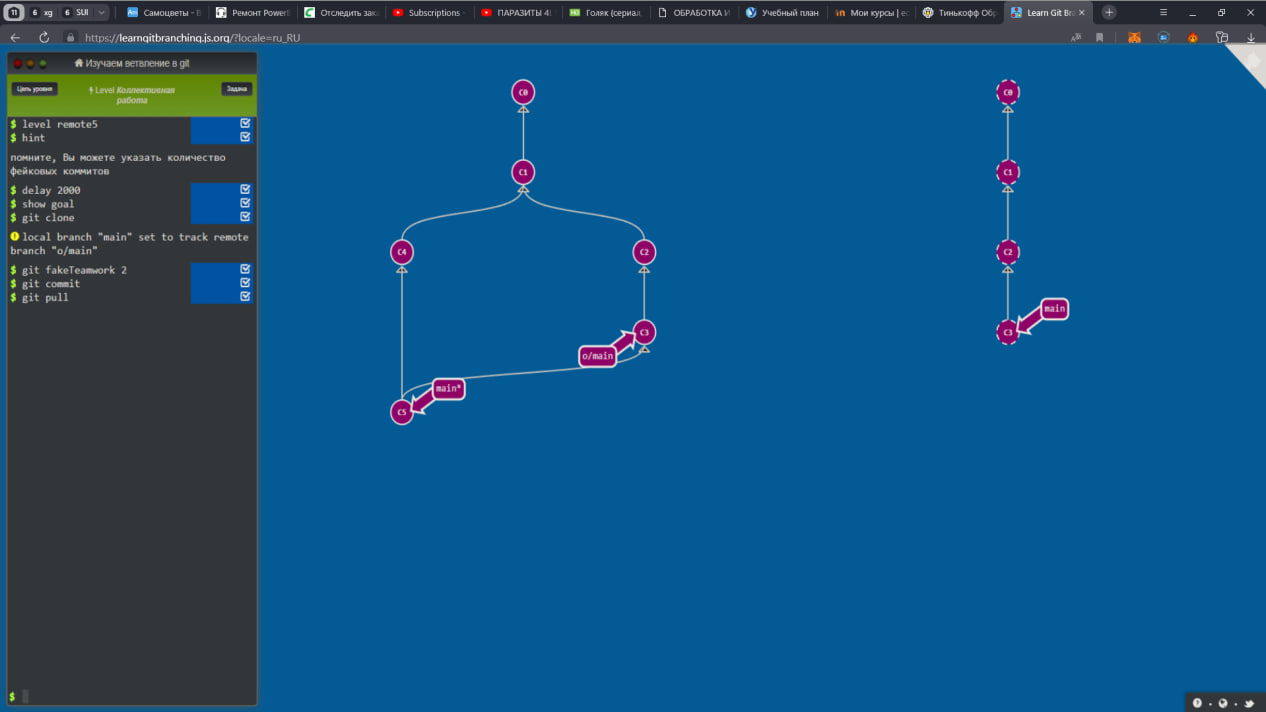 11
6 xg
6 SUI
Самоцветы - В
Ремонт PowerB
Отследить зака
Subscriptions -
ПАРАЗИТЫ 4
Голяк (сериал,
ОБРАБОТКА И
Учебный план
Мои курсы | ес
Тинькофф Обр
Learn Git Bra
https://learngitbranching.js.org/?locale=ru_RU
Изучаем ветвление в git
Цель уровня
Level Коллективная
работа
Задача
$ level remote5
$ hint
помните, Вы можете указать количество
фейковых коммитов
$ delay 2000
$ show goal
$ git clone
local branch "main" set to track remote
branch "o/main"
$ git fakeTeamwork 2
$ git commit
$ git pull
$
C0
C1
C4
C2
C3
o/main
main*
C5
C0
C1
C2
main
C3